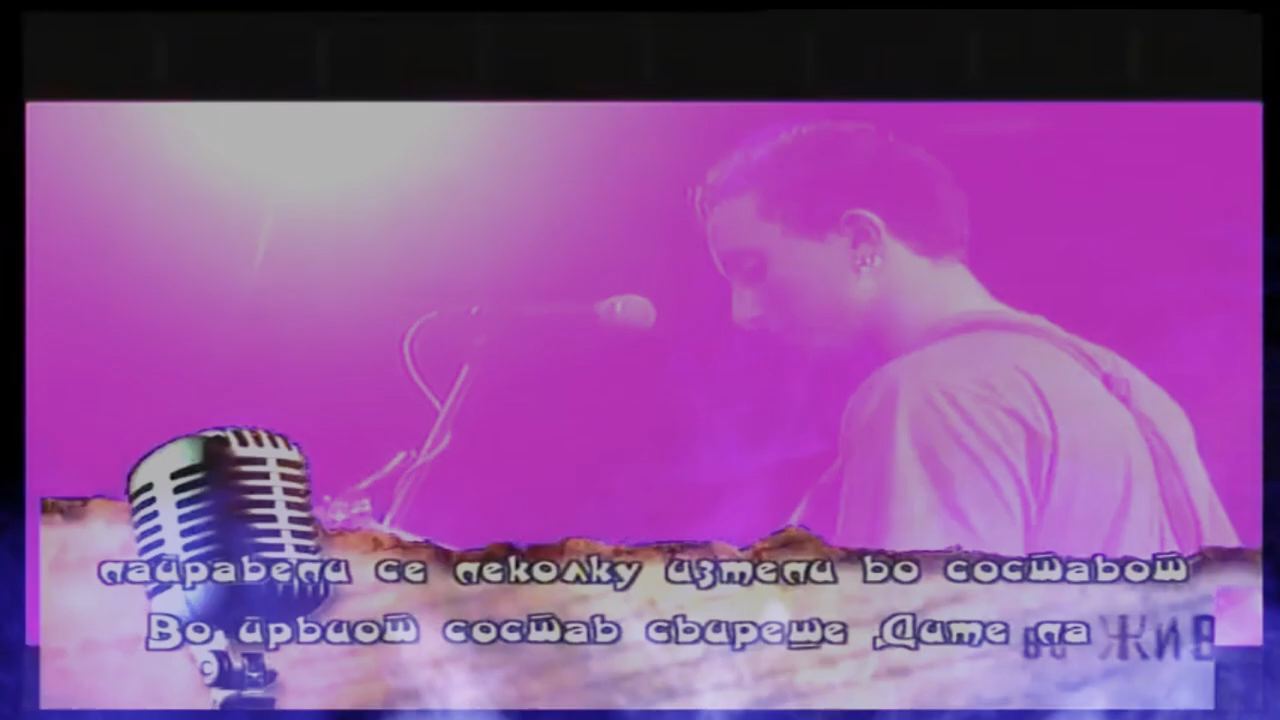 направени се неколку измени во составот
Во првиот состав свиреше Дите на